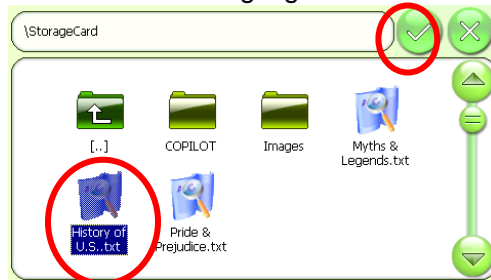 \StorageCard
[..]
COPILOT
Images
Myths &
Legends.txt
History of
U.S..txt
Pride &
Prejudice.txt